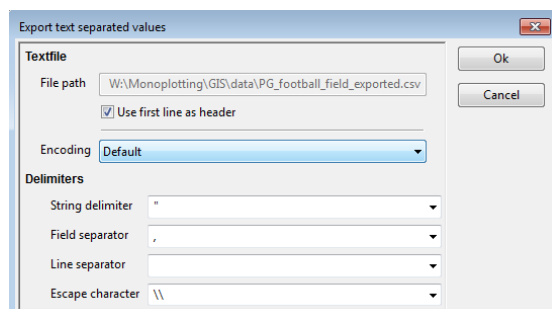 Export text separated values
Textfile
Ok
File path W:\Monoplotting\GIS\data\PG_football_field_exported.csv
Cancel
Use first line as header
Encoding Default
Delimiters
String delimiter "
Field separator ,
Line separator
Escape character \\